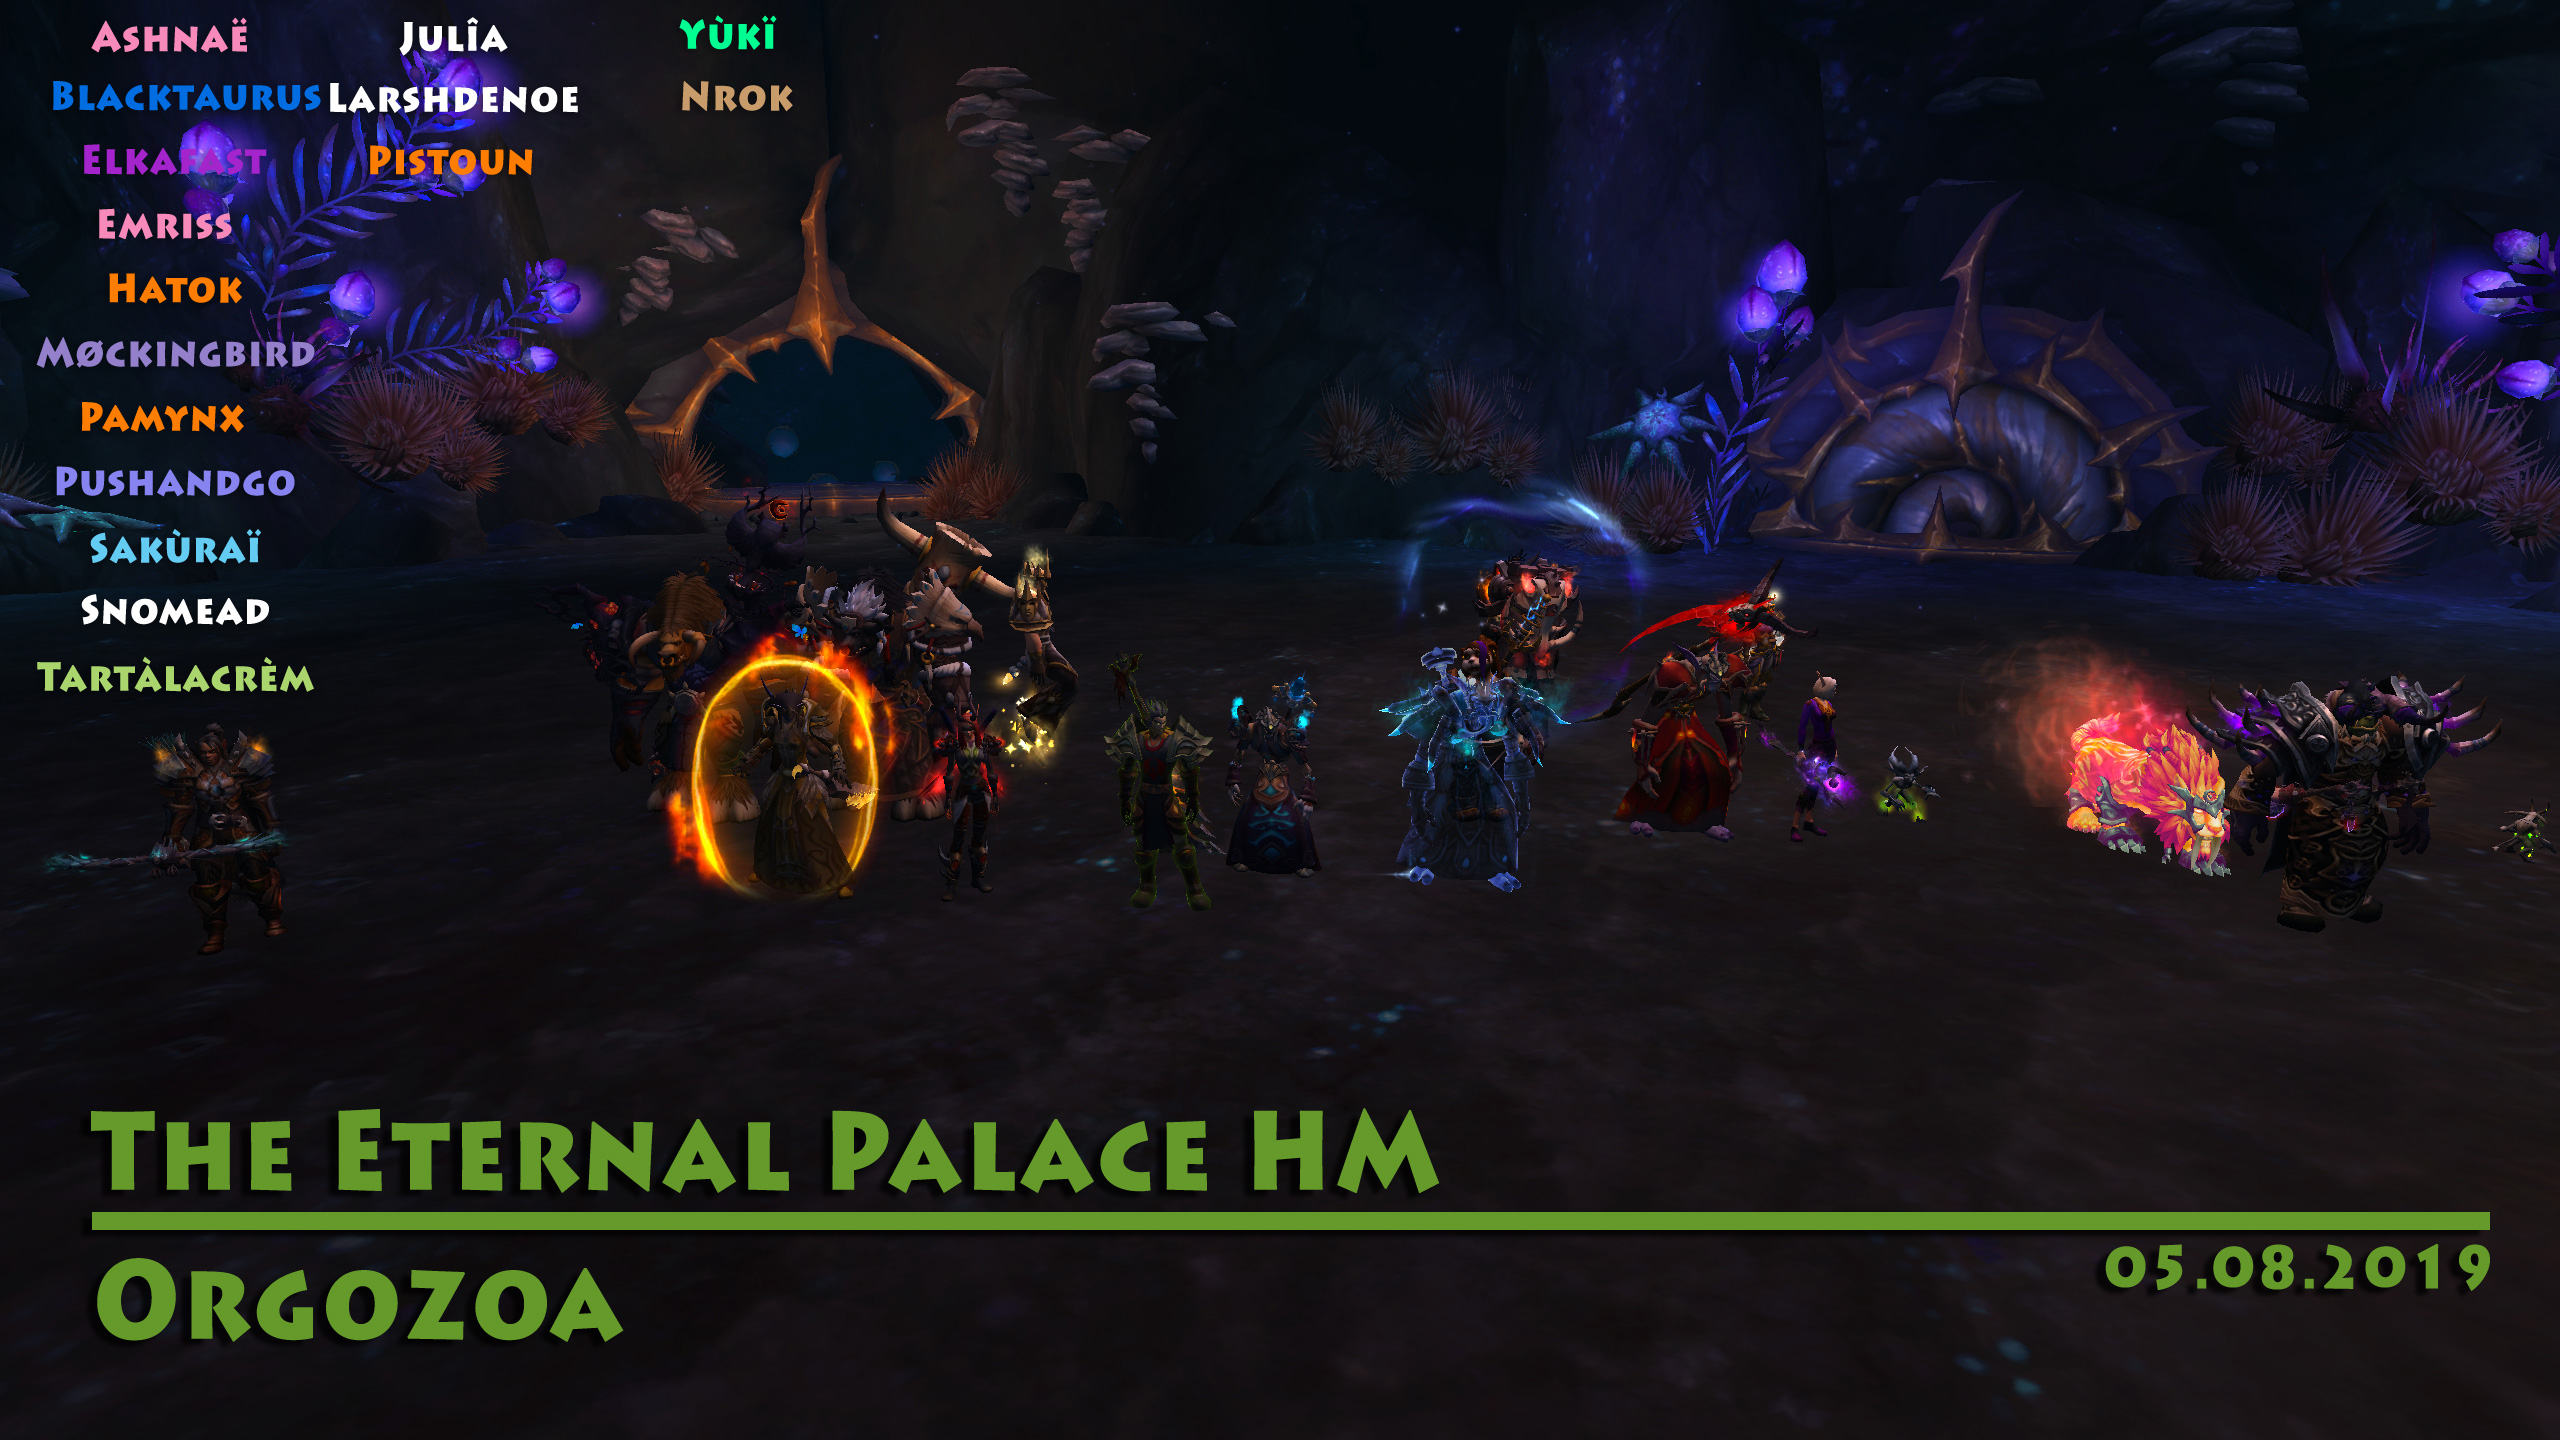 Ashnaë
Blacktaurus
Elkafast
Emriss
Hatok
Møckingbird
Pamynx
Pushandgo
Sakùraï
Snomead
Tartàlacrèm
Julîa
Larshdenoe
Pistoun
Yùkï
Nrok
The Eternal Palace HM
Orgozoa
05.08.2019